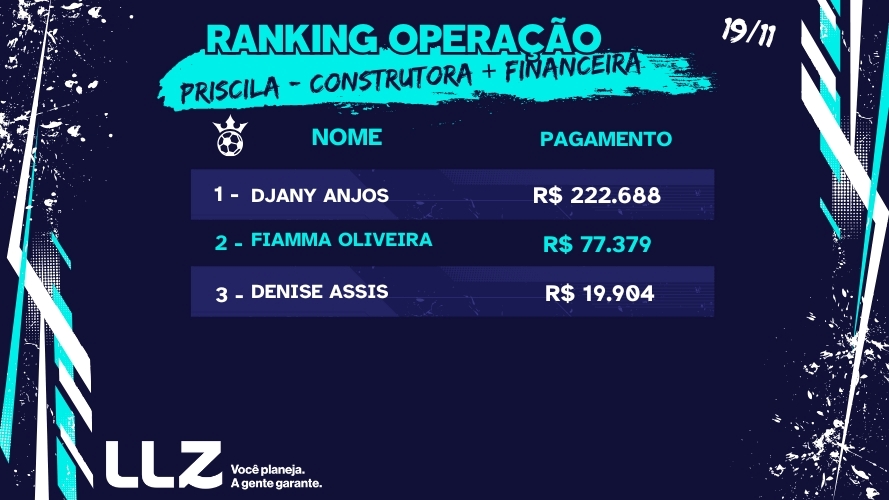 RANKING OPERAÇÃO
19/11
PRISCILA - CONSTRUTORA + FINANCEIRA
NOME PAGAMENTO
1 - DJANY ANJOS R$ 222.688
2 - FIAMMA OLIVEIRA R$ 77.379
3 - DENISE ASSIS R$ 19.904
LLZ
Você planeja.
A gente garante.